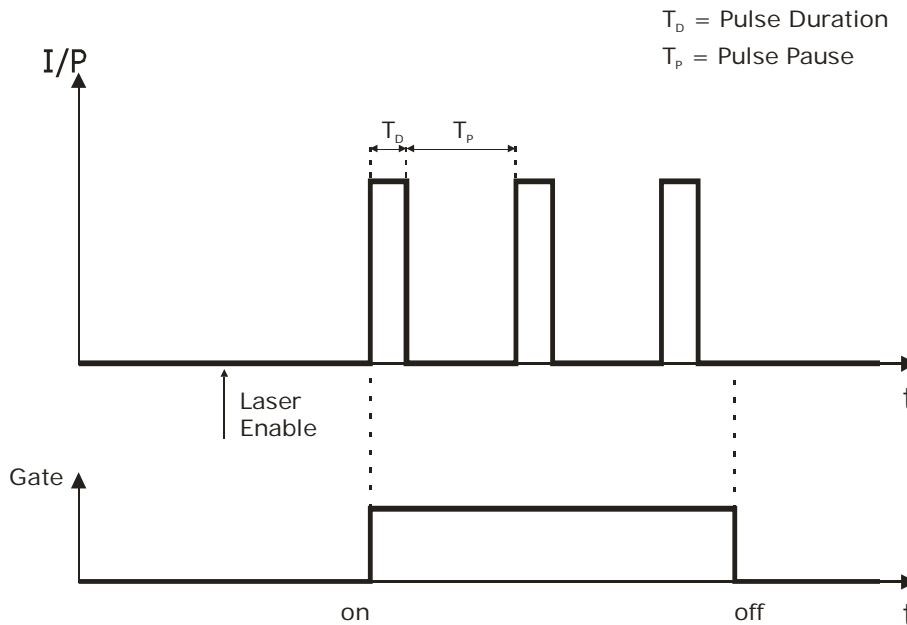 T_D = Pulse Duration
T_P = Pulse Pause
I/P
T_D
T_P
t
Laser
Enable
Gate
t
on
off